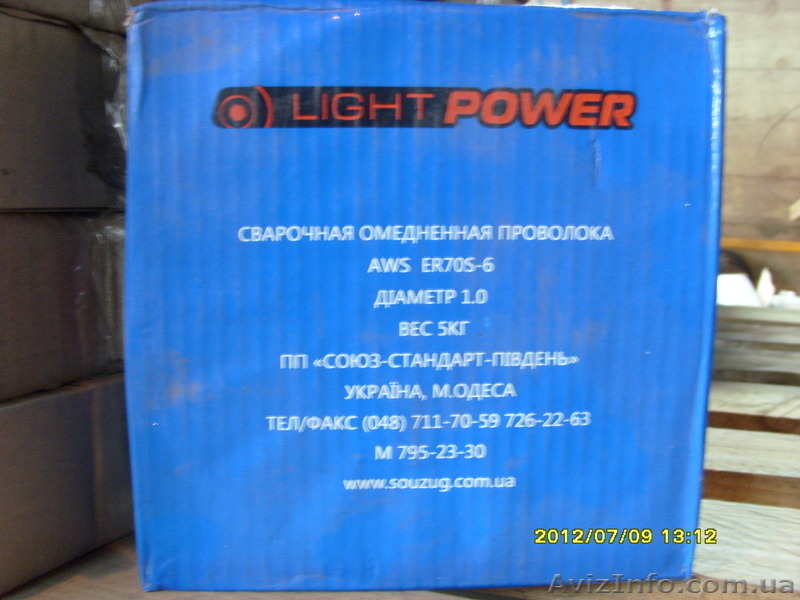 LIGHT POWER
СВАРОЧНАЯ ОМЕДНЕННАЯ ПРОВОЛОКА
AWS ER70S-6
ДІАМЕТР 1.0
ВЕС 5КГ
ПП «СОЮЗ-СТАНДАРТ-ПІВДЕНЬ»
УКРАЇНА, М.ОДЕСА
ТЕЛ/ФАКС (048) 711-70-59 726-22-63
М 795-23-30
www.souzug.com.ua
2012/07/09 13:12
AvizInfo.com.ua